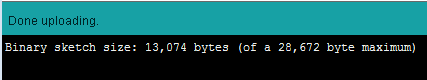 Done uploading.
Binary sketch size: 13,074 bytes (of a 28,672 byte maximum)